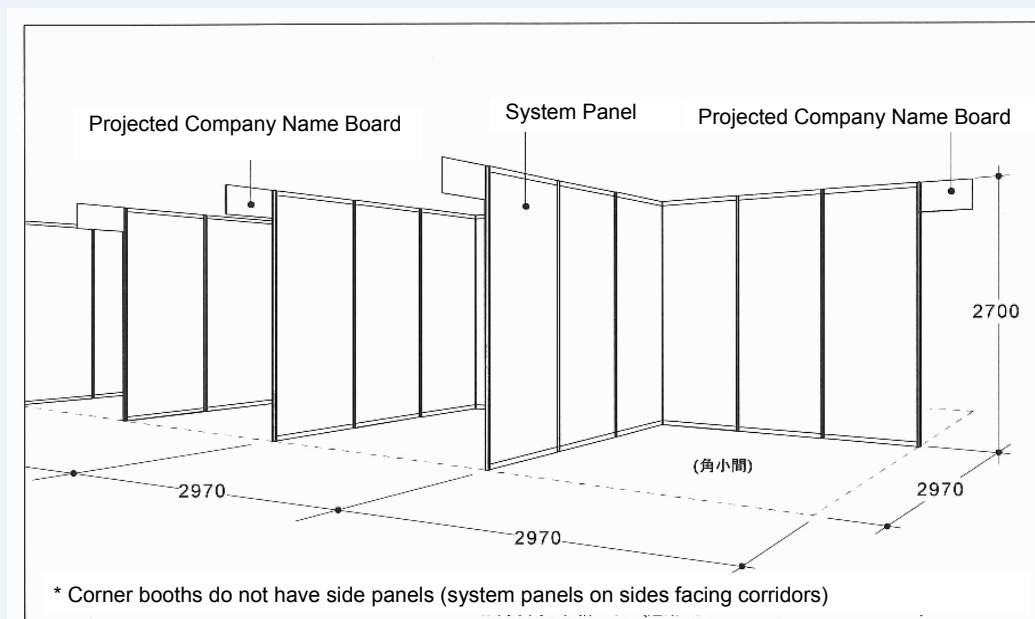 Projected Company Name Board
System Panel
Projected Company Name Board
2700
(角小間)
2970
2970
2970
* Corner booths do not have side panels (system panels on sides facing corridors)